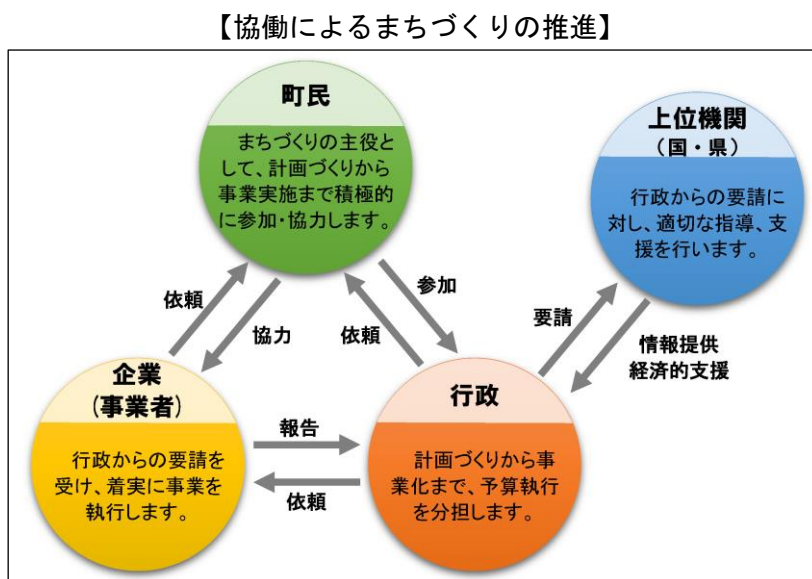 【協働によるまちづくりの推進】
町民
まちづくりの主役と
して、計画づくりから
事業実施まで積極的
に参加・協力します。
上位機関
(国・県)
行政からの要請に
対し、適切な指導、支
援を行います。
依頼
協力
依頼
参加
要請
情報提供
経済的支援
企業
(事業者)
行政からの要請を
受け、着実に事業を
執行します。
報告
依頼
行政
計画づくりから事
業化まで、予算執行
を分担します。